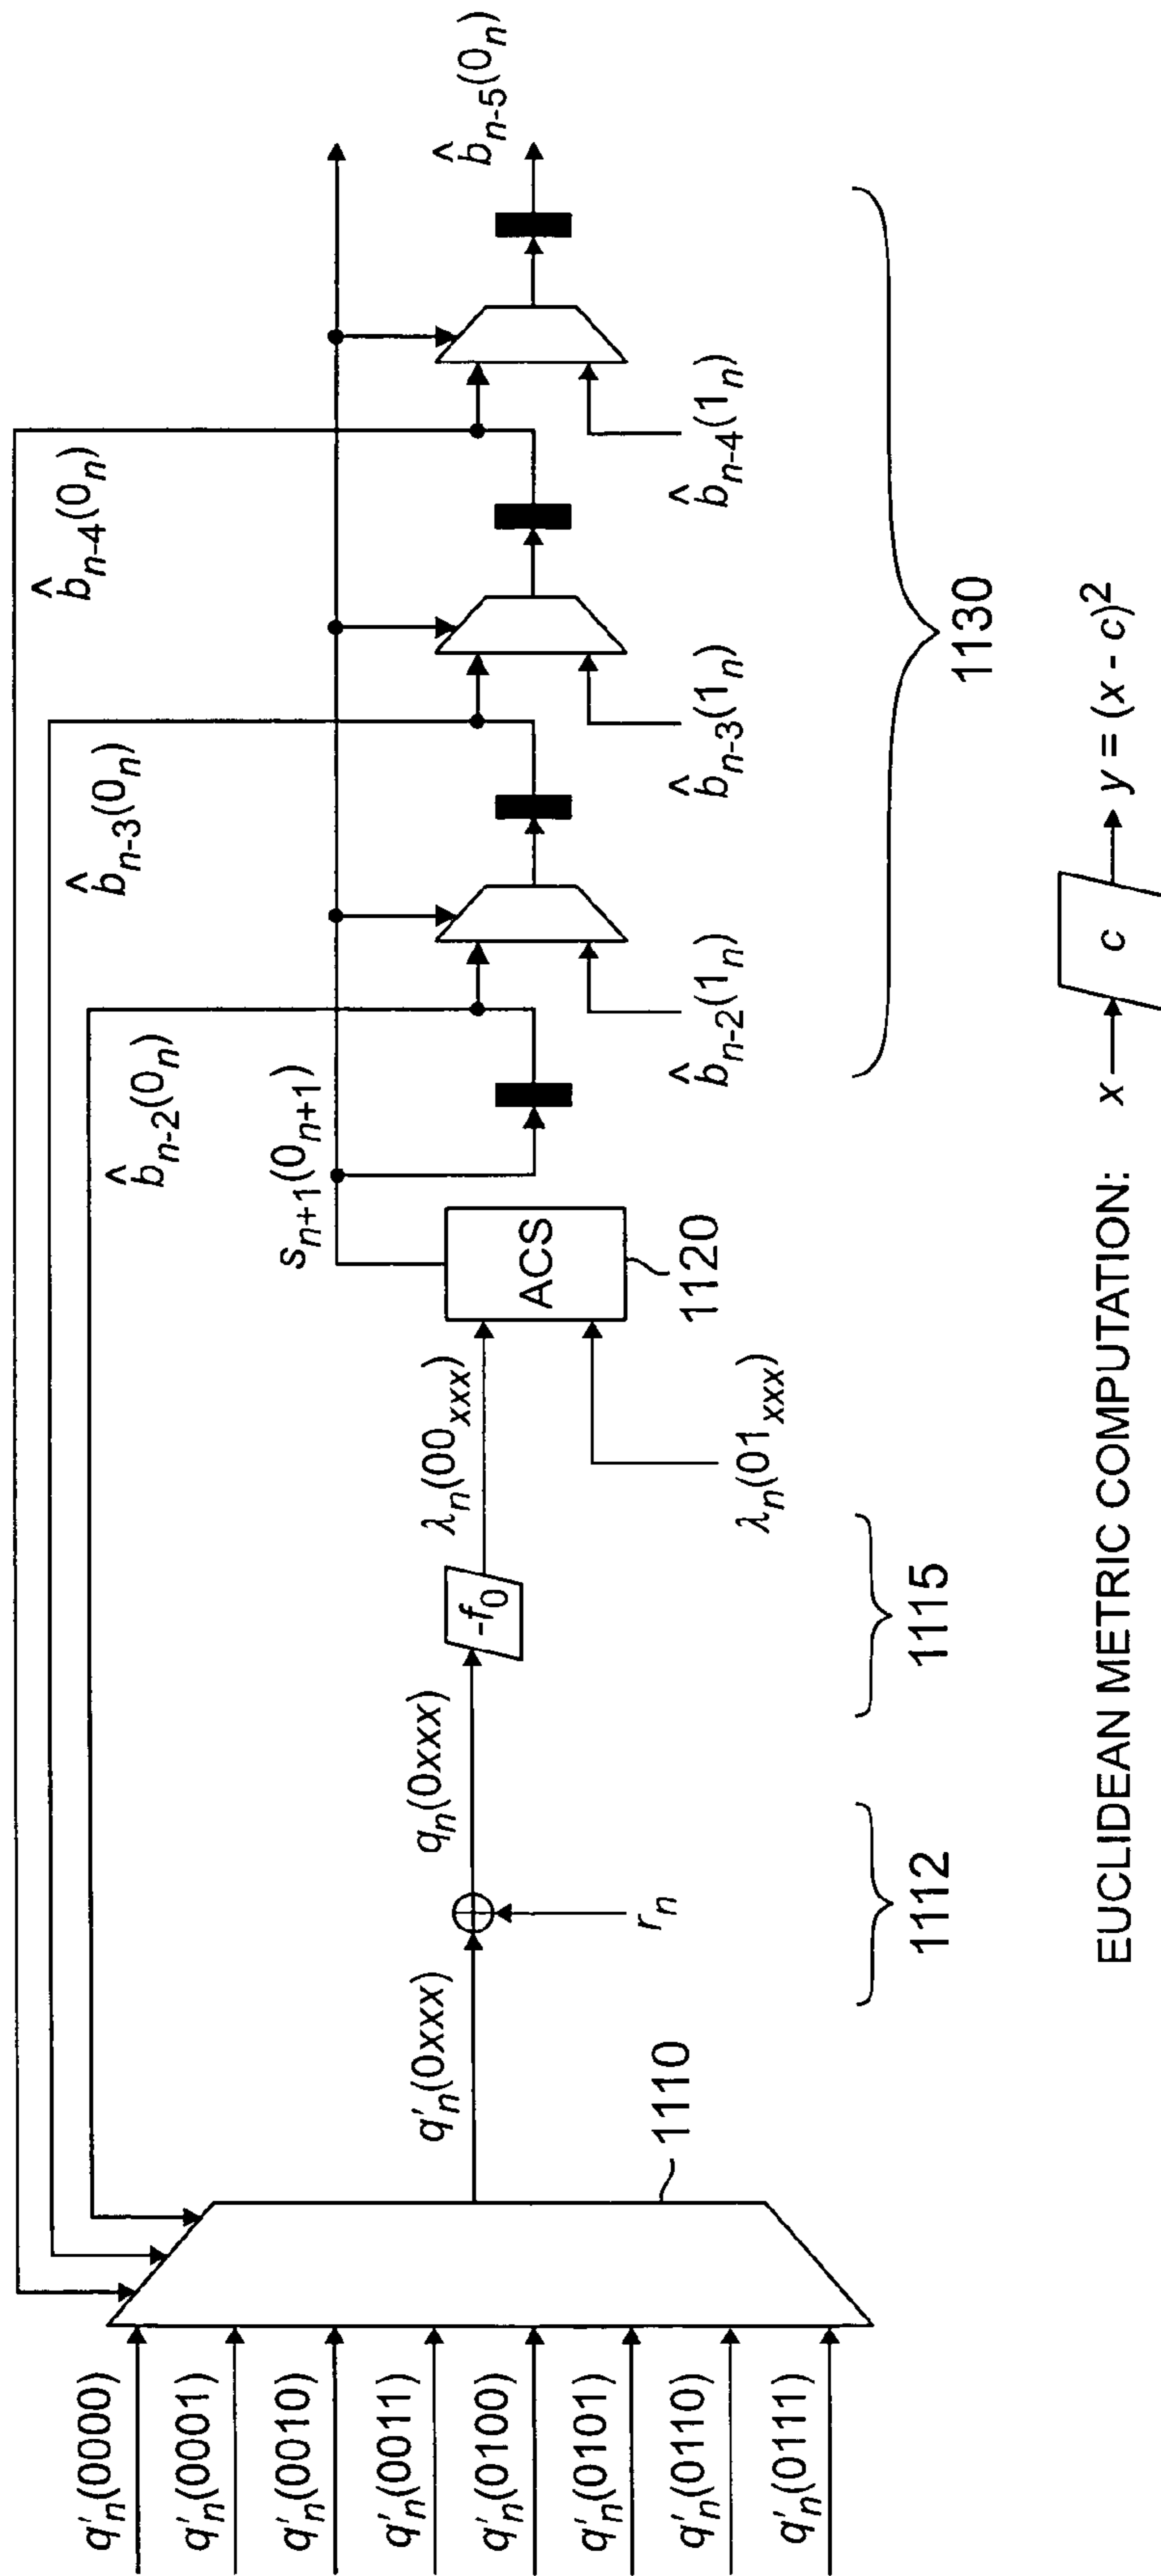 q'n(00000)
q'n(0001)
q'n(0010)
q'n(0011)
q'n(01100)
q'n(0101)
q'n(0110)
q'n(0111)
1110
q'n(0xxx)
rn
qn(0xxx)
1112
-f0
1115
λn(00xxx)
λn(01xxx)
ACS
1120
sn+1(0n+1)
b̂n-2(0n)
b̂n-3(0n)
b̂n-4(0n)
b̂n-2(1n)
b̂n-3(1n)
b̂n-4(1n)
b̂n-5(0n)
1130
EUCLIDEAN METRIC COMPUTATION: x c y = (x - c)2